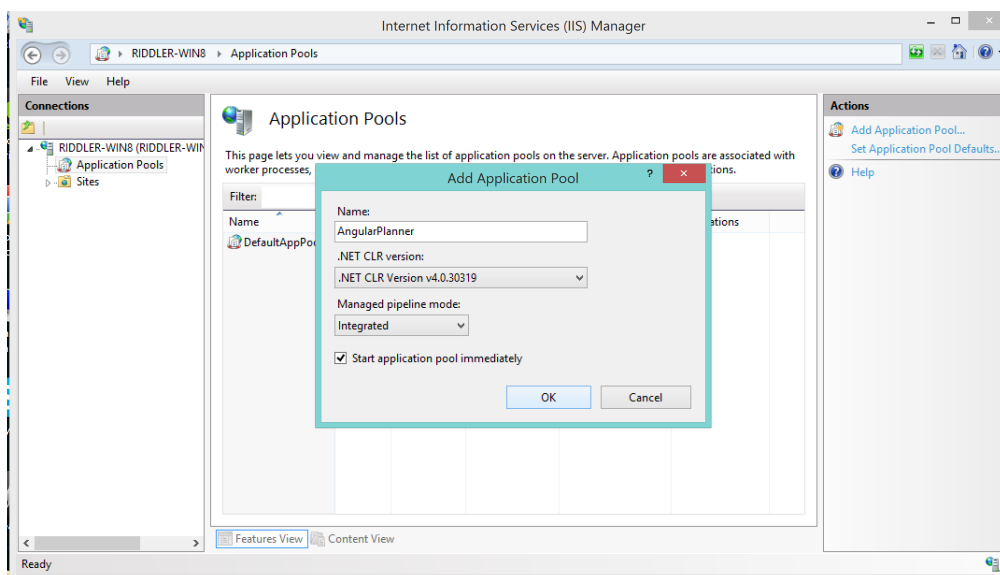 Internet Information Services (IIS) Manager
RIDDLER-WIN8
Application Pools
File View Help
Connections
RIDDLER-WIN8 (RIDDLER-WIN
Application Pools
Sites
Application Pools
This page lets you view and manage the list of application pools on the server. Application pools are associated with
worker processes,
tions.
Filter:
Name
ations
DefaultAppPoo
Add Application Pool
?
Name:
AngularPlanner
.NET CLR version:
.NET CLR Version v4.0.30319
Managed pipeline mode:
Integrated
Start application pool immediately
OK Cancel
Features View Content View
Actions
Add Application Pool...
Set Application Pool Defaults...
Help
Ready